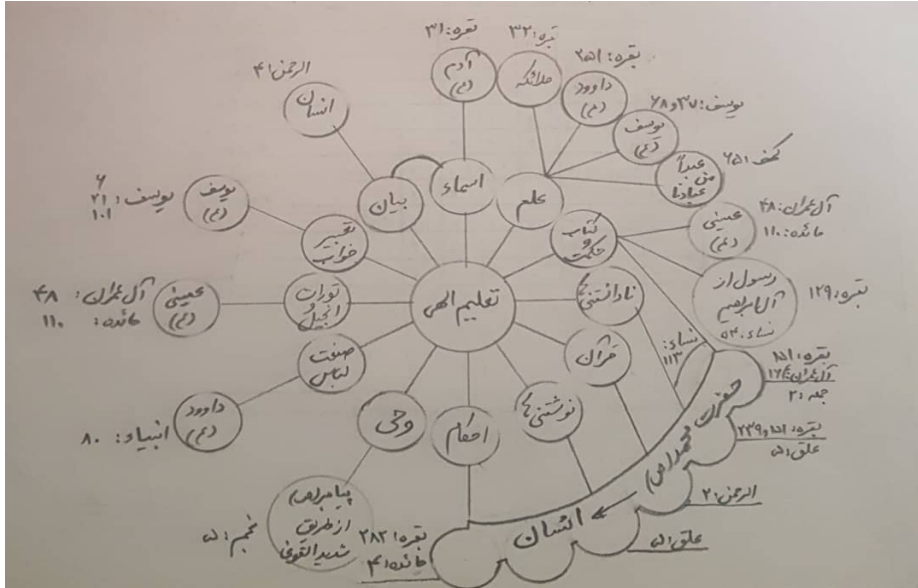 تعلیم الهی
اسماء
آدم
(ع)
بقره: ۳۱
علم
ملائکه
بقره: ۳۲
داوود
(ع)
بقره: ۲۵۱
یوسف
(ع)
یوسف: ۳۷ و ۶۸
عبداً
من
عبادنا
کهف: ۶۵
کتاب
و
حکمت
عیسی
(ع)
آل عمران: ۴۸
مائده: ۱۱۰
رسول از
آل ابراهیم
نساء: ۵۴
بقره: ۱۲۹
نادانستنی‌ها
نساء:
۱۱۳
قرآن
نوشتنی‌ها
احکام
وحی
پیامبر(ص)
از طریق
شدید القوی
نجم: ۵
صنعت
لباس
داوود
(ع)
انبیاء: ۸۰
تورات
و
انجیل
عیسی
(ع)
آل عمران: ۴۸
مائده: ۱۱۰
تعبیر
خواب
یوسف
(ع)
یوسف: ۶
۲۱
۱۰۱
بیان
انسان
الرحمن: ۴
حضرت محمد(ص)
انسان
بقره: ۱۵۱
آل عمران: ۱۶۴
جمعه: ۲
بقره: ۱۵۱ و ۲۳۹
علق: ۵
الرحمن: ۲
علق: ۵
بقره: ۲۸۲
مائده: ۴